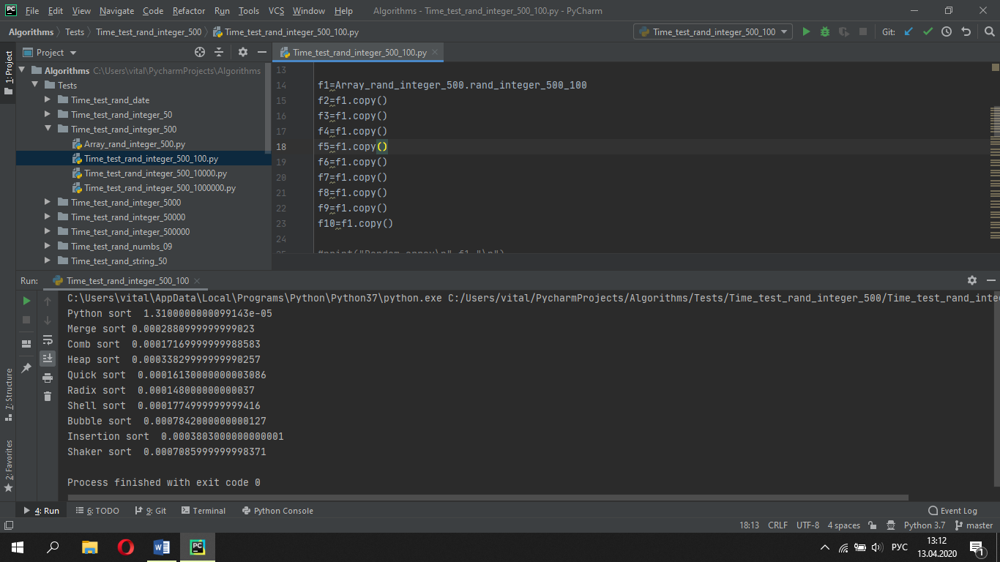 PC File Edit View Navigate Code Refactor Run Tools VCS Window Help Algorithms - Time_test_rand_integer_500_100.py - PyCharm
Algorithms Tests Time_test_rand_integer_500 Time_test_rand_integer_500_100.py Time_test_rand_integer_500_100 Git:
1: Project
Project
Algorithms C:\Users\vital\PycharmProjects\Algorithms
Tests
Time_test_rand_date
Time_test_rand_integer_50
Time_test_rand_integer_500
Array_rand_integer_500.py
Time_test_rand_integer_500_100.py
Time_test_rand_integer_500_10000.py
Time_test_rand_integer_500_1000000.py
Time_test_rand_integer_5000
Time_test_rand_integer_50000
Time_test_rand_integer_500000
Time_test_rand_numbs_09
Time_test_rand_string_50
Time_test_rand_integer_500_100.py
13
14 f1=Array_rand_integer_500.rand_integer_500_100
15 f2=f1.copy()
16 f3=f1.copy()
17 f4=f1.copy()
18 f5=f1.copy()
19 f6=f1.copy()
20 f7=f1.copy()
21 f8=f1.copy()
22 f9=f1.copy()
23 f10=f1.copy()
24
25 #print("Random array\n",f1,"\n")
Run: Time_test_rand_integer_500_100
C:\Users\vital\AppData\Local\Programs\Python\Python37\python.exe C:/Users/vital/PycharmProjects/Algorithms/Tests/Time_test_rand_integer_500/Time_test_rand_inte
Python sort 1.3100000000099143e-05
Merge sort 0.0002880999999999023
Comb sort 0.00017169999999988583
Heap sort 0.00033829999999990257
Quick sort 0.00016130000000003086
Radix sort 0.000148000000000037
Shell sort 0.0001774999999999416
Bubble sort 0.0007842000000000127
Insertion sort 0.0003803000000000001
Shaker sort 0.0007085999999998371
Process finished with exit code 0
7: Structure
2: Favorites
4: Run 6: TODO 9: Git Terminal Python Console Event Log
18:13 CRLF UTF-8 4 spaces Python 3.7 master
PC РУС 13:12
13.04.2020
1